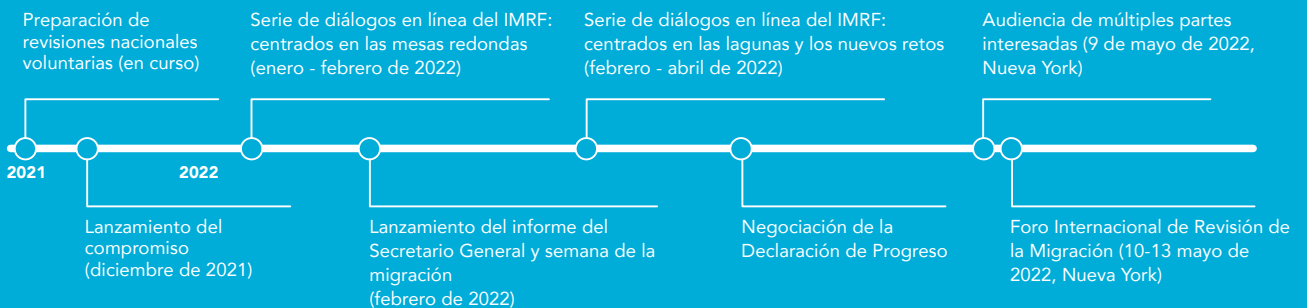 Preparación de
revisiones nacionales
voluntarias (en curso)
Serie de diálogos en línea del IMRF:
centrados en las mesas redondas
(enero - febrero de 2022)
Serie de diálogos en línea del IMRF:
centrados en las lagunas y los nuevos retos
(febrero - abril de 2022)
Audiencia de múltiples partes
interesadas (9 de mayo de 2022,
Nueva York)
2021
2022
Lanzamiento del
compromiso
(diciembre de 2021)
Lanzamiento del informe del
Secretario General y semana de la
migración
(febrero de 2022)
Negociación de la
Declaración de Progreso
Foro Internacional de Revisión de
la Migración (10-13 mayo de
2022, Nueva York)